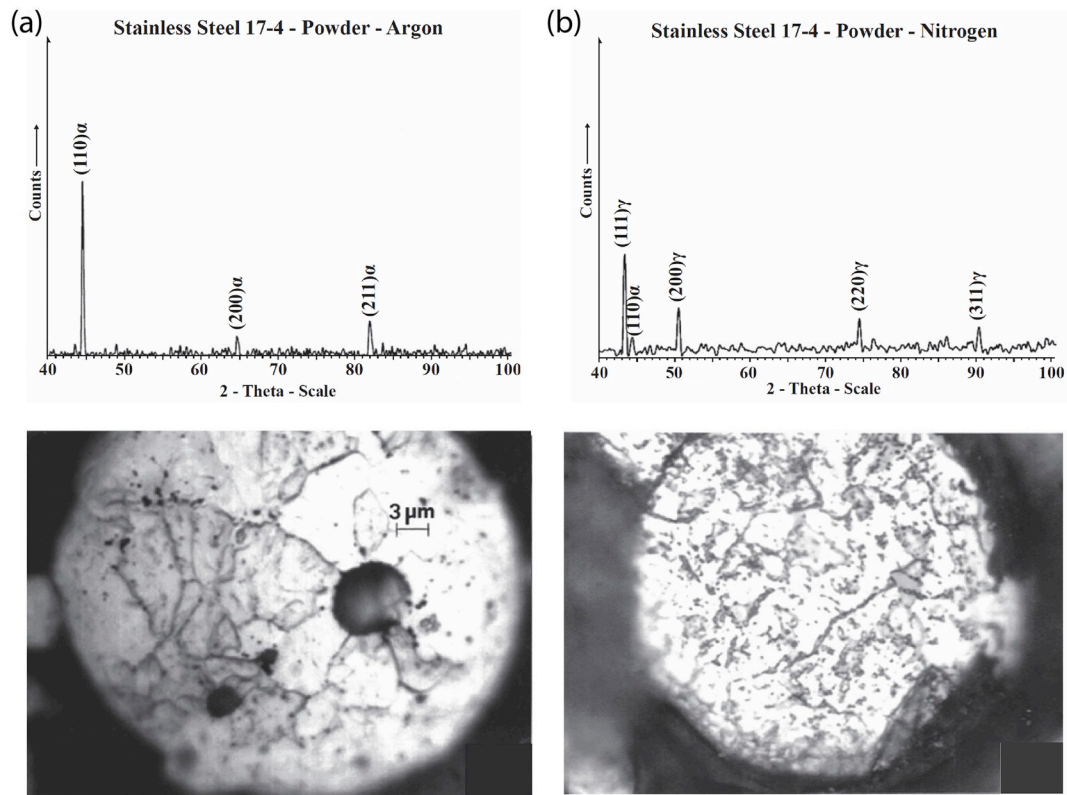 (a)
Stainless Steel 17-4 - Powder - Argon
Counts
(110)α
(200)α
(211)α
40 50 60 70 80 90 100
2 - Theta - Scale
(b)
Stainless Steel 17-4 - Powder - Nitrogen
Counts
(111)γ
(110)α
(200)γ
(220)γ
(311)γ
40 50 60 70 80 90 100
2 - Theta - Scale
3 μm